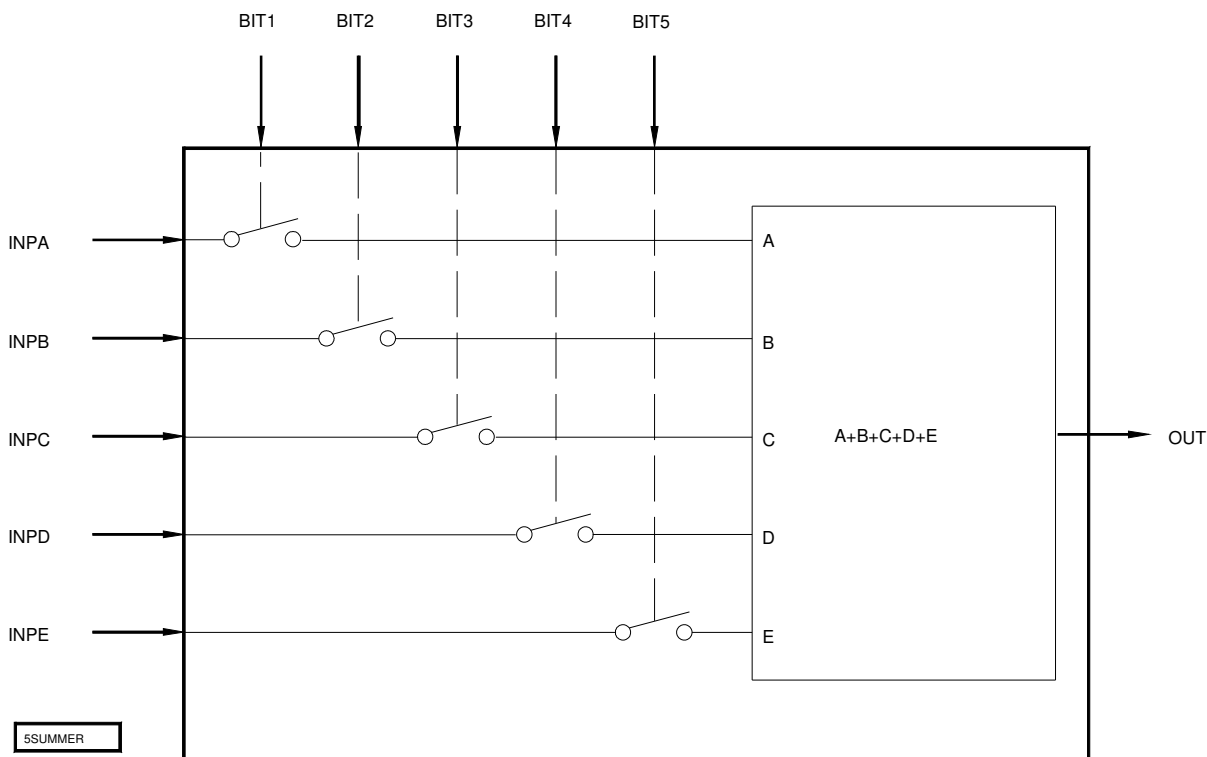 BIT1 BIT2 BIT3 BIT4 BIT5
INPA A
INPB B
INPC C A+B+C+D+E OUT
INPD D
INPE E
5SUMMER